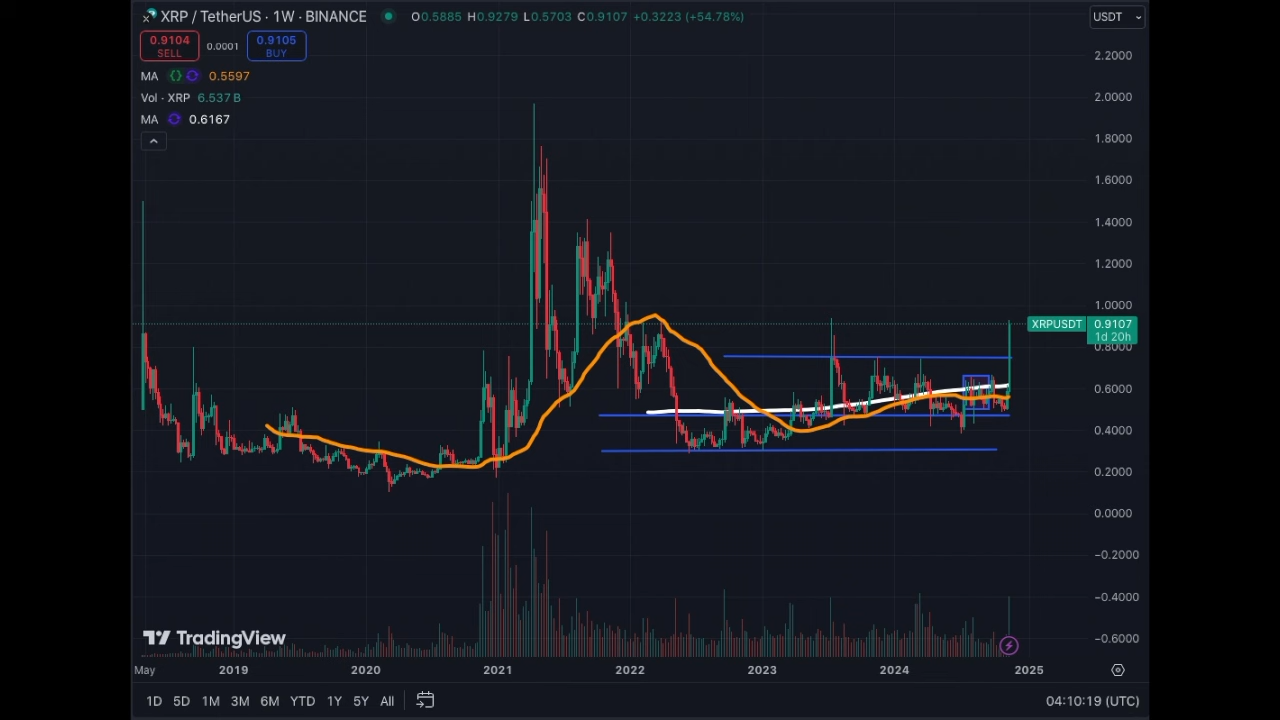 XRP / TetherUS · 1W · BINANCE O0.5885 H0.9279 L0.5703 C0.9107 +0.3223 (+54.78%)
USDT
0.9104 SELL 0.0001 0.9105 BUY
MA 0.5597
Vol · XRP 6.537 B
MA 0.6167
2.2000
2.0000
1.8000
1.6000
1.4000
1.2000
1.0000
XRPUSDT 0.9107
1d 20h
0.8000
0.6000
0.4000
0.2000
0.0000
−0.2000
−0.4000
−0.6000
TradingView
May 2019 2020 2021 2022 2023 2024 2025
1D 5D 1M 3M 6M YTD 1Y 5Y All 04:10:19 (UTC)